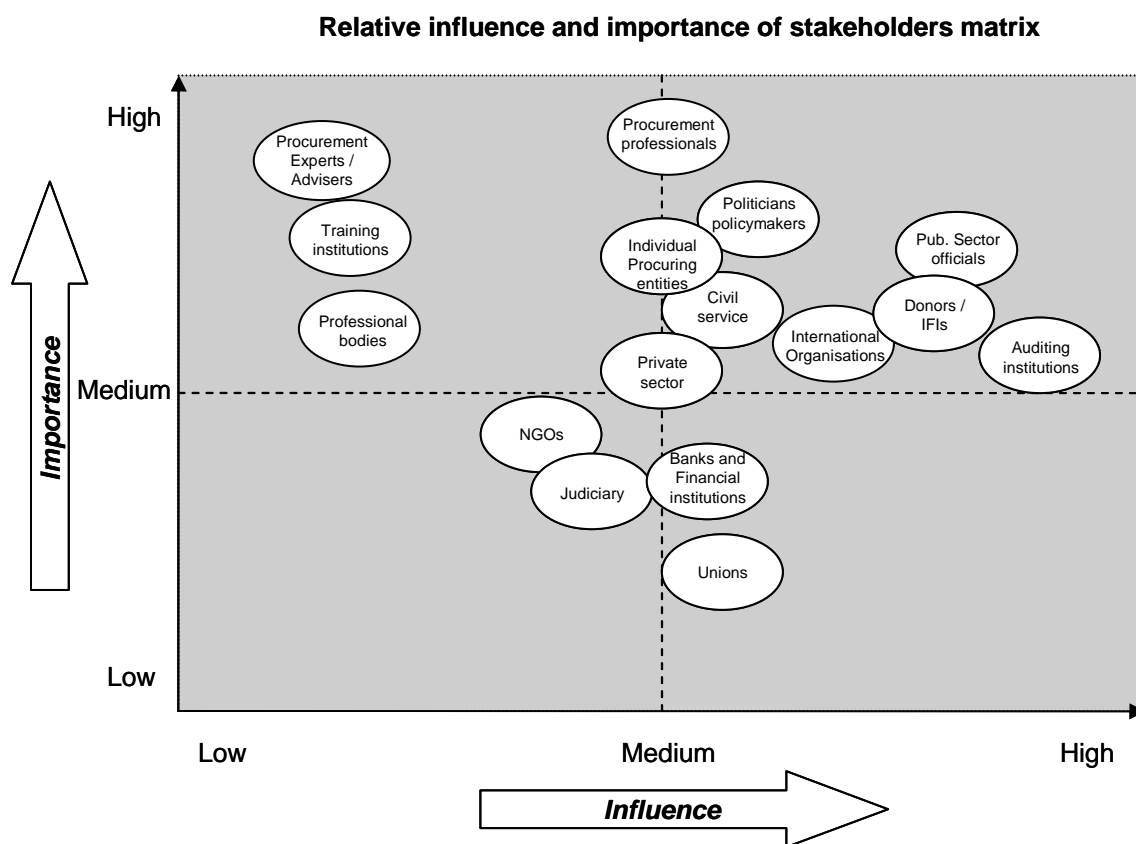 Relative influence and importance of stakeholders matrix
High
Procurement
Experts /
Advisers
Procurement
professionals
Training
institutions
Politicians
policymakers
Individual
Procuring
entities
Pub. Sector
officials
Professional
bodies
Civil
service
International
Organisations
Donors /
IFIs
Auditing
institutions
Private
sector
Importance
Medium
NGOs
Judiciary
Banks and
Financial
institutions
Unions
Low
Low
Medium
High
Influence